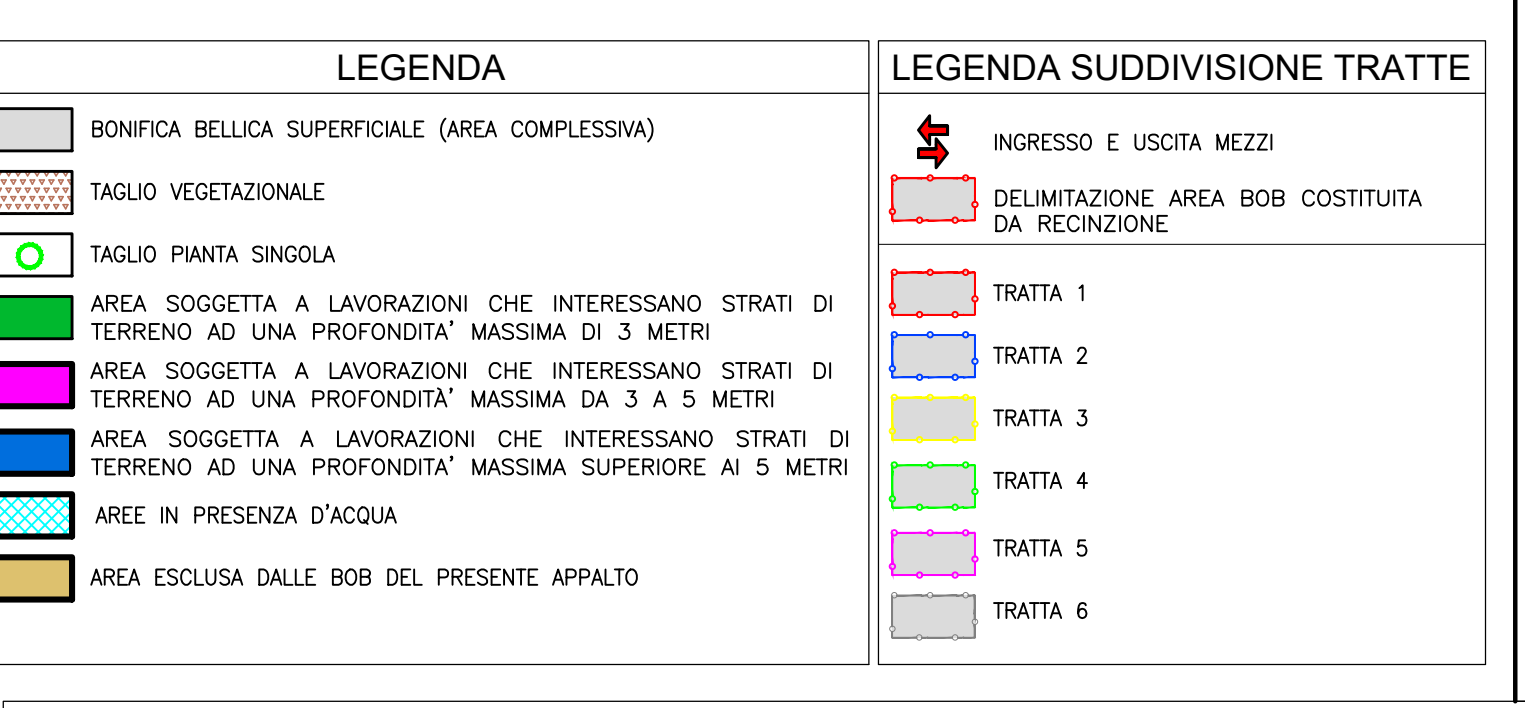 LEGENDA
BONIFICA BELLICA SUPERFICIALE (AREA COMPLESSIVA)
TAGLIO VEGETAZIONALE
TAGLIO PIANTA SINGOLA
AREA SOGGETTA A LAVORAZIONI CHE INTERESSANO STRATI DI
TERRENO AD UNA PROFONDITA' MASSIMA DI 3 METRI
AREA SOGGETTA A LAVORAZIONI CHE INTERESSANO STRATI DI
TERRENO AD UNA PROFONDITÀ' MASSIMA DA 3 A 5 METRI
AREA SOGGETTA A LAVORAZIONI CHE INTERESSANO STRATI DI
TERRENO AD UNA PROFONDITA' MASSIMA SUPERIORE AI 5 METRI
AREE IN PRESENZA D'ACQUA
AREA ESCLUSA DALLE BOB DEL PRESENTE APPALTO
LEGENDA SUDDIVISIONE TRATTE
INGRESSO E USCITA MEZZI
DELIMITAZIONE AREA BOB COSTITUITA
DA RECINZIONE
TRATTA 1
TRATTA 2
TRATTA 3
TRATTA 4
TRATTA 5
TRATTA 6